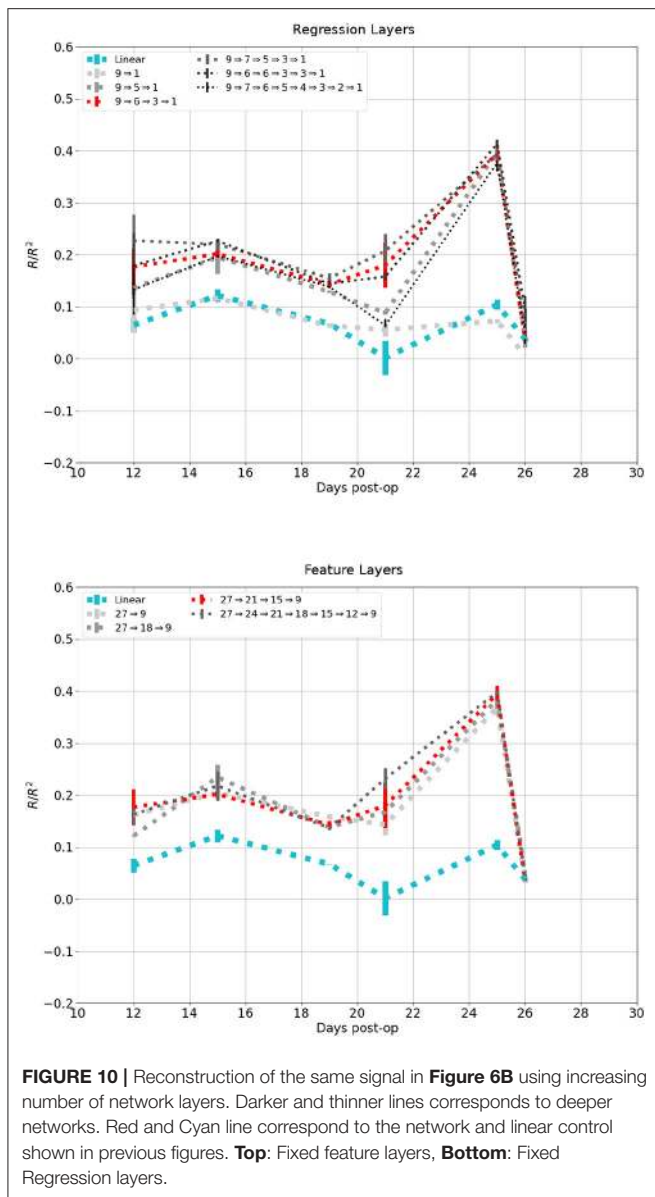 Regression Layers
0.6
0.5
0.4
0.3
0.2
0.1
0.0
−0.1
−0.2
R/R²
Linear
9⇒1
9⇒5⇒1
9⇒6⇒3⇒1
9⇒7⇒5⇒3⇒1
9⇒6⇒6⇒3⇒3⇒1
9⇒7⇒6⇒5⇒4⇒3⇒2⇒1
10 12 14 16 18 20 22 24 26 28 30
Days post-op
Feature Layers
0.6
0.5
0.4
0.3
0.2
0.1
0.0
−0.1
−0.2
R/R²
Linear
27⇒9
27⇒18⇒9
27⇒21⇒15⇒9
27⇒24⇒21⇒18⇒15⇒12⇒9
10 12 14 16 18 20 22 24 26 28 30
Days post-op
FIGURE 10 | Reconstruction of the same signal in Figure 6B using increasing
number of network layers. Darker and thinner lines corresponds to deeper
networks. Red and Cyan line correspond to the network and linear control
shown in previous figures. Top: Fixed feature layers, Bottom: Fixed
Regression layers.